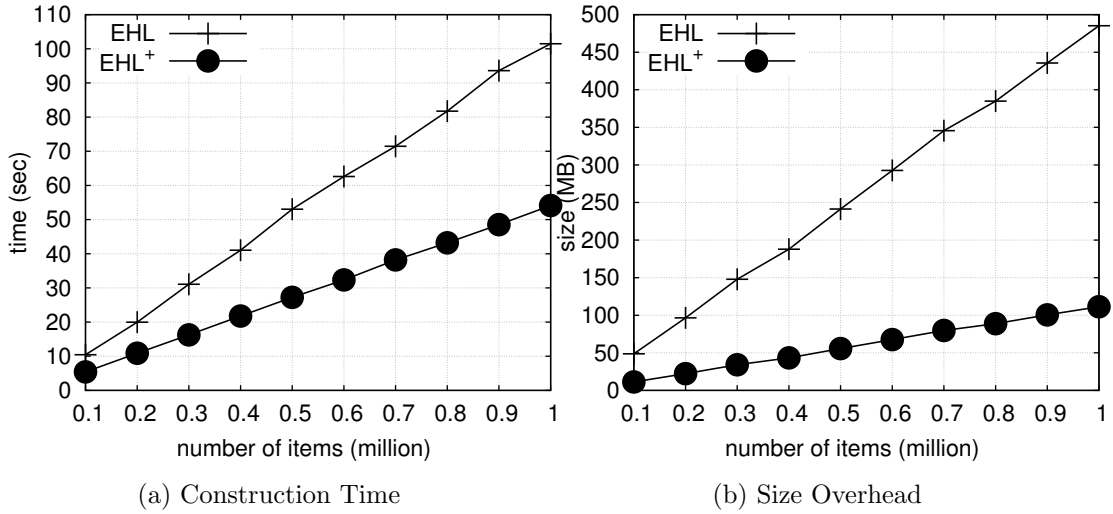 110
100
90
80
70
60
50
40
30
20
10
0
time (sec)
EHL
EHL+
0.1 0.2 0.3 0.4 0.5 0.6 0.7 0.8 0.9 1
number of items (million)
(a) Construction Time
500
450
400
350
300
250
200
150
100
50
0
size (MB)
EHL
EHL+
0.1 0.2 0.3 0.4 0.5 0.6 0.7 0.8 0.9 1
number of items (million)
(b) Size Overhead